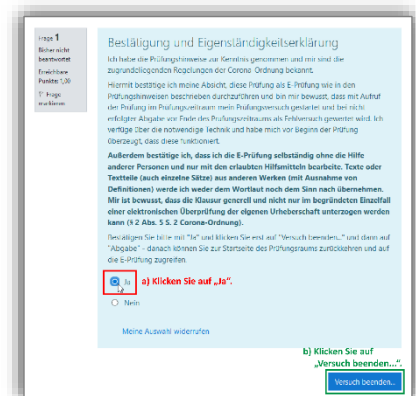 Frage 1
Bisher nicht
beantwortet
Erreichbare
Punkte: 1,00
Frage
markieren
Bestätigung und Eigenständigkeitserklärung
Ich habe die Prüfungshinweise zur Kenntnis genommen und mir sind die
zugrundeliegenden Regelungen der Corona-Ordnung bekannt.
Hiermit bestätige ich meine Absicht, diese Prüfung als E-Prüfung wie in den
Prüfungshinweisen beschrieben durchzuführen und bin mir bewusst, dass mit Aufruf
der Prüfung im Prüfungszeitraum mein Prüfungsversuch gestartet und bei nicht
erfolgter Abgabe vor Ende des Prüfungszeitraums als Fehlversuch gewertet wird. Ich
verfüge über die notwendige Technik und habe mich vor Beginn der Prüfung
überzeugt, dass diese funktioniert.
Außerdem bestätige ich, dass ich die E-Prüfung selbständig ohne die Hilfe
anderer Personen und nur mit den erlaubten Hilfsmitteln bearbeite. Texte oder
Textteile (auch einzelne Sätze) aus anderen Werken (mit Ausnahme von
Definitionen) werde ich weder dem Wortlaut noch dem Sinn nach übernehmen.
Mir ist bewusst, dass die Klausur generell und nicht nur im begründeten Einzelfall
einer elektronischen Überprüfung der eigenen Urheberschaft unterzogen werden
kann (§ 2 Abs. 5 S. 2 Corona-Ordnung).
Bestätigen Sie bitte mit "Ja" und klicken Sie erst auf "Versuch beenden..." und dann auf
"Abgabe" - danach können Sie zur Startseite des Prüfungsraums zurückkehren und auf
die E-Prüfung zugreifen.
Ja a) Klicken Sie auf „Ja“.
Nein
Meine Auswahl widerrufen
b) Klicken Sie auf
„Versuch beenden...“.
Versuch beenden...